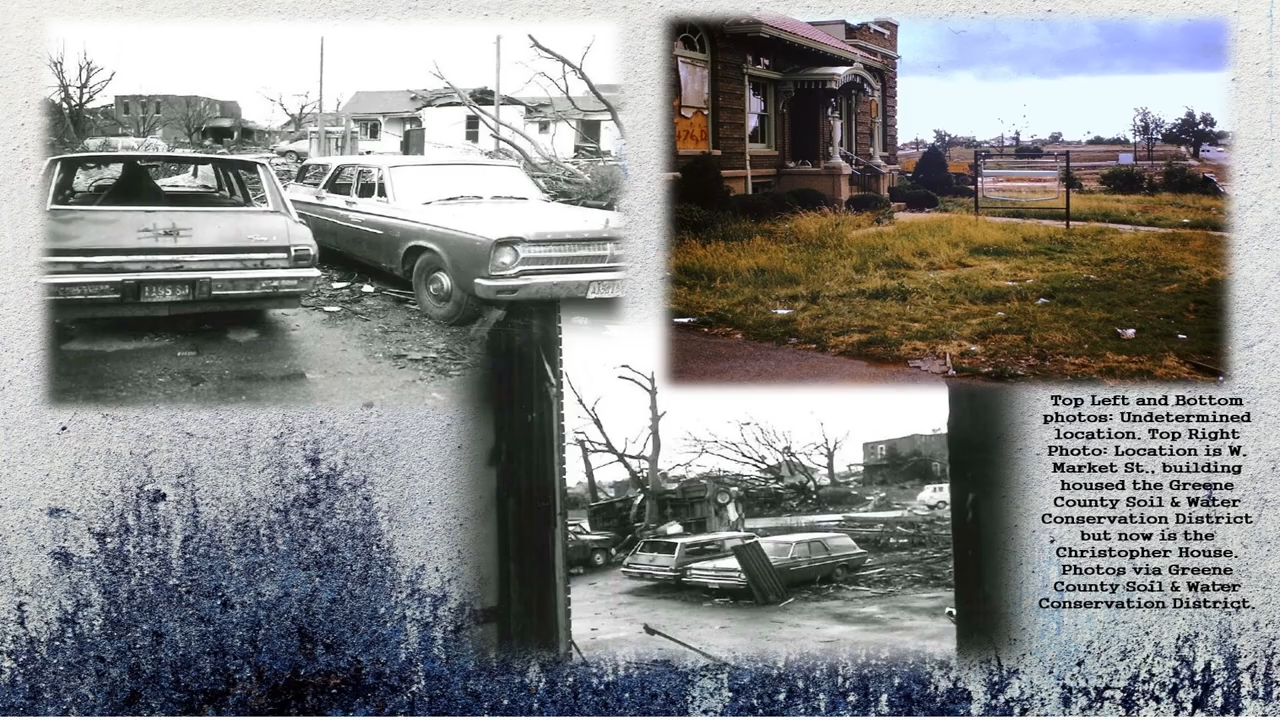 Top Left and Bottom
photos: Undetermined
location. Top Right
Photo: Location is W.
Market St., building
housed the Greene
County Soil & Water
Conservation District
but now is the
Christopher House.
Photos via Greene
County Soil & Water
Conservation District.